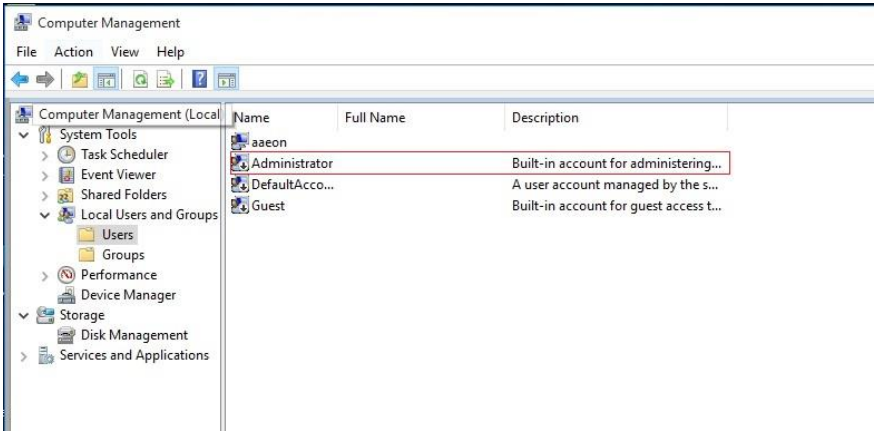 Computer Management
File Action View Help
Computer Management (Local
System Tools
Task Scheduler
Event Viewer
Shared Folders
Local Users and Groups
Users
Groups
Performance
Device Manager
Storage
Disk Management
Services and Applications
Name Full Name Description
aaeon
Administrator Built-in account for administering...
DefaultAcco... A user account managed by the s...
Guest Built-in account for guest access t...